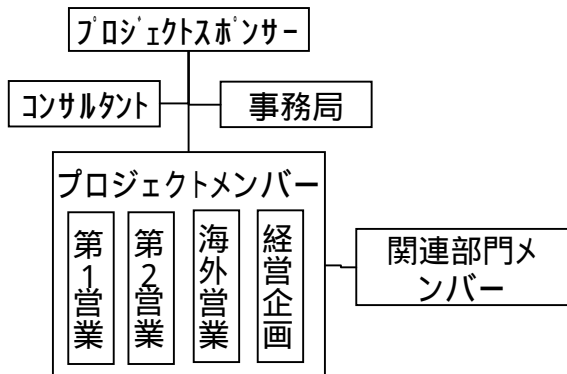 ﾌﾟﾛｼﾞｪｸﾄｽﾎﾟﾝｻｰ
ｺﾝｻﾙﾀﾝﾄ
事務局
プロジェクトメンバー
第1営業
第2営業
海外営業
経営企画
関連部門メ
ンバー